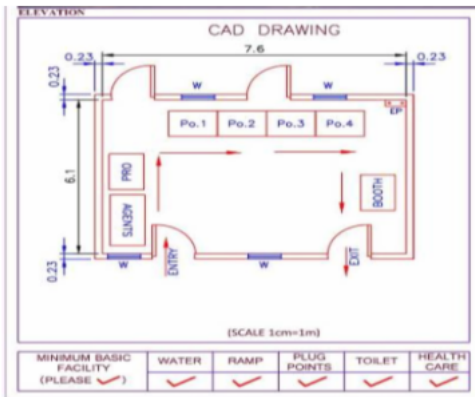 ELEVATION
CAD DRAWING
7.6
0.23
0.23
0.23
W
W
EP
Po.1
Po.2
Po.3
Po.4
6.1
PRO
AGENTS
BOOTH
ENTRY
EXIT
0.23
W
W
(SCALE 1cm=1m)
MINIMUM BASIC FACILITY (PLEASE ✓)
WATER
RAMP
PLUG POINTS
TOILET
HEALTH CARE